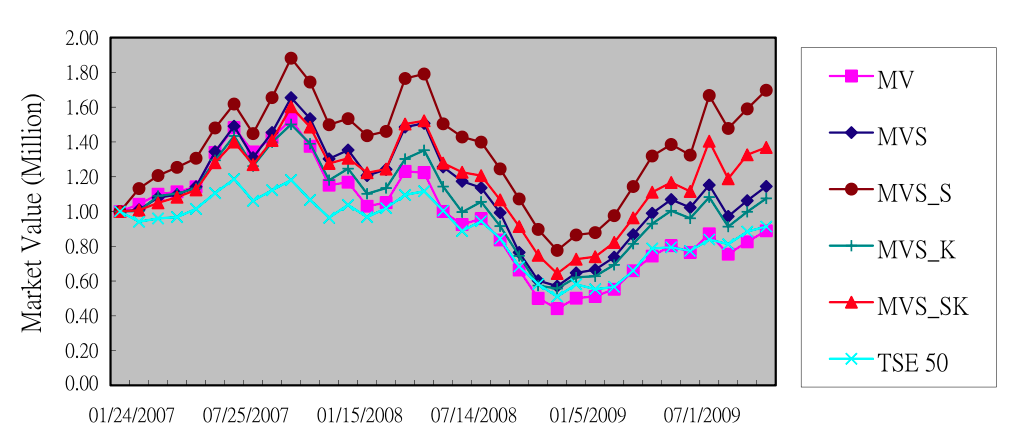 Market Value (Million)
2.00
1.80
1.60
1.40
1.20
1.00
0.80
0.60
0.40
0.20
0.00
01/24/2007 07/25/2007 01/15/2008 07/14/2008 01/5/2009 07/1/2009
MV
MVS
MVS_S
MVS_K
MVS_SK
TSE 50